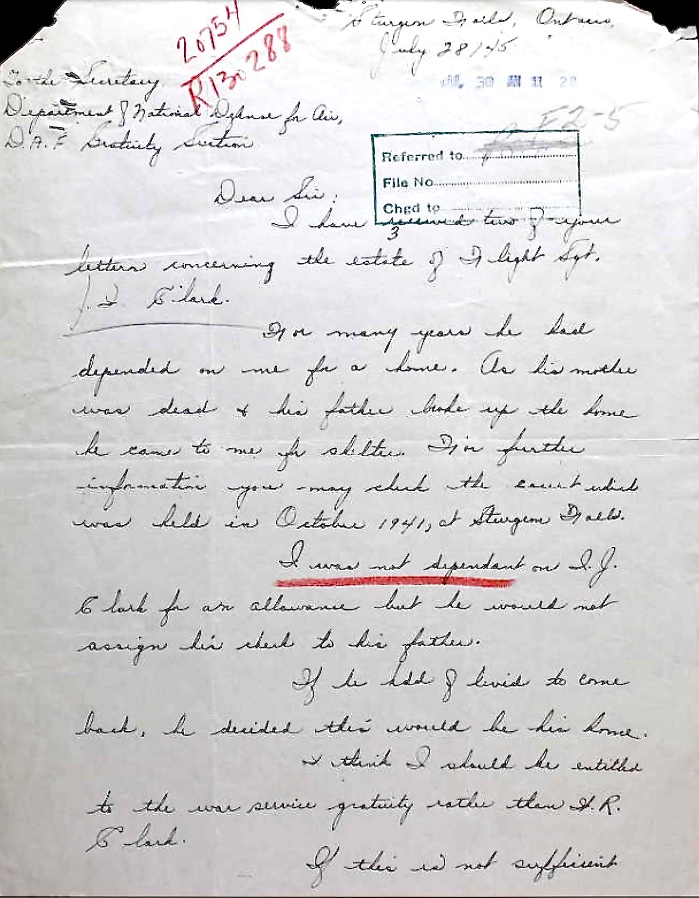 Sturgeon Falls, Ontario,
July 28/45
20754
R130288
JUL 30 AM 11 28
To the Secretary
Department of National Defense for Air,
Gratuity Section
F2-5
Referred to
File No.
Chgd to
Dear Sir:
I have received two of your
3
letters concerning the estate of Flight Sgt.
Clark.
For many years he had
depended on me for a home. As his mother
was dead & his father broke up the home
he came to me for shelter. For further
information you may check the court which
was held in October 1941, at Sturgeon Falls.
I was not dependant on I.J.
Clark for an allowance but he would not
assign his check to his father.
If he had of lived to come
back, he decided this would be his home.
I think I should be entitled
to the war service gratuity rather than H.R.
Clark.
If this is not sufficient